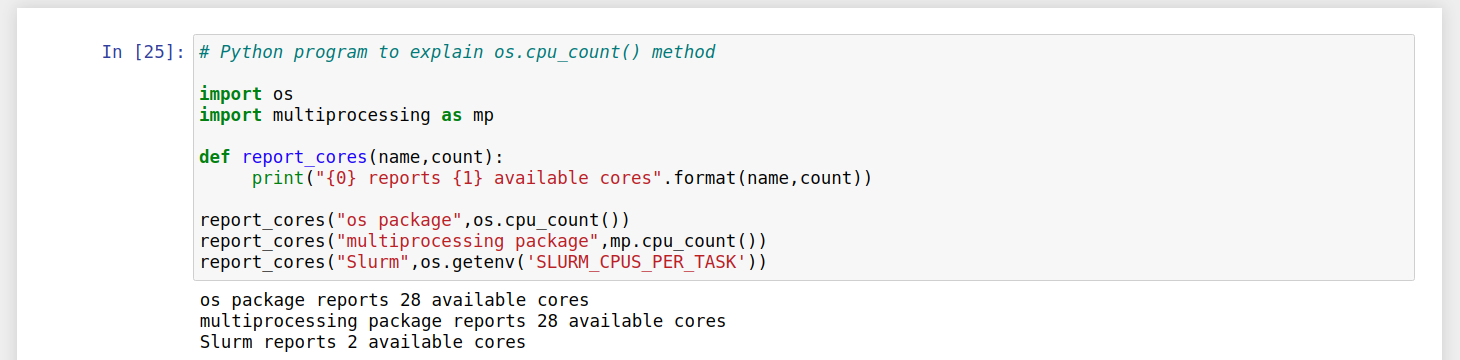 In [25]: # Python program to explain os.cpu_count() method
import os
import multiprocessing as mp
def report_cores(name,count):
     print("{0} reports {1} available cores".format(name,count))
report_cores("os package",os.cpu_count())
report_cores("multiprocessing package",mp.cpu_count())
report_cores("Slurm",os.getenv('SLURM_CPUS_PER_TASK'))
os package reports 28 available cores
multiprocessing package reports 28 available cores
Slurm reports 2 available cores